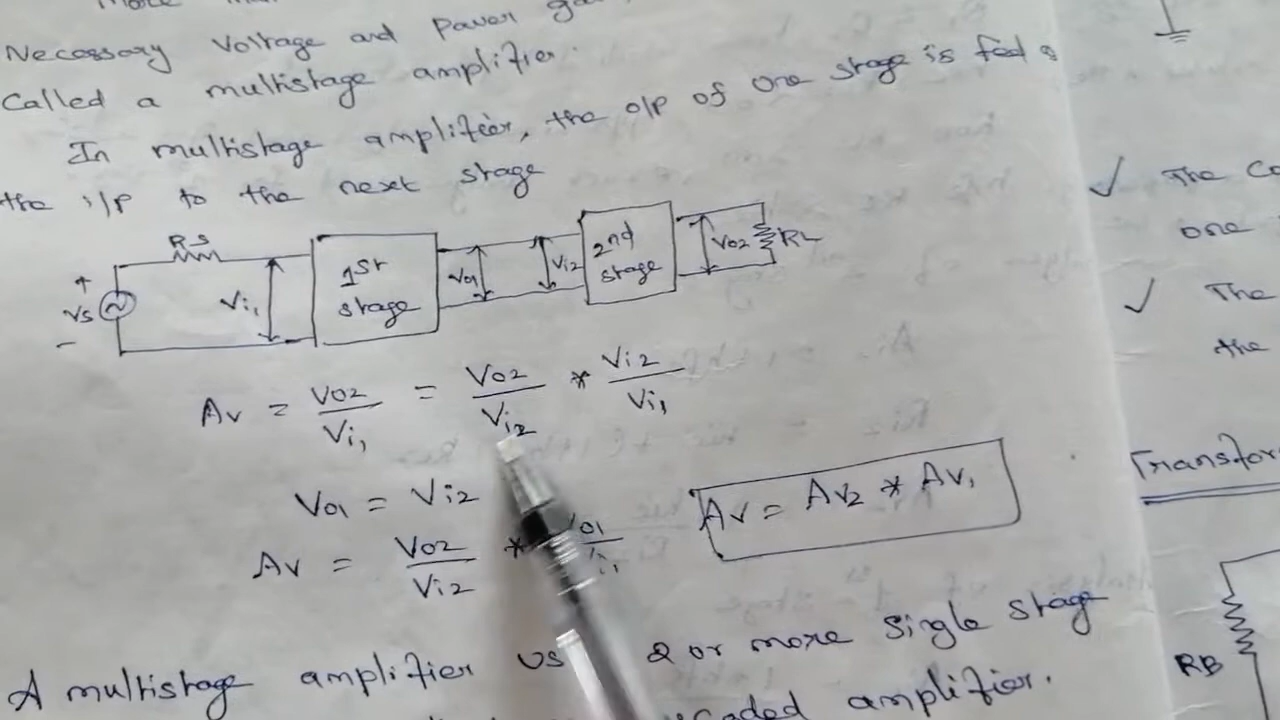 Necessary Voltage and power
Called a multistage amplifier.
In multistage amplifier, the o/p of one stage is feed
the i/p to the next stage
RS
+
Vs
-
Vi1
1st
stage
Vo1
Vi2
2nd
stage
Vo2
RL
Av = Vo2/Vi1 = Vo2/Vi2 * Vi2/Vi1
Vo1 = Vi2
Av = Vo2/Vi2 *
Av = Av2 * Av1
A multistage amplifier 2 or more single stage
amplifier.
✓ The
one
✓ The
the
RB